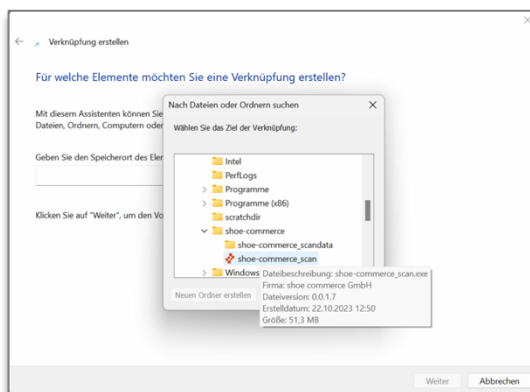 Verknüpfung erstellen
Für welche Elemente möchten Sie eine Verknüpfung erstellen?
Mit diesem Assistenten können Sie
Dateien, Ordnern, Computern oder
Geben Sie den Speicherort des Eler
Klicken Sie auf "Weiter", um den Vo
Nach Dateien oder Ordnern suchen
Wählen Sie das Ziel der Verknüpfung:
Intel
PerfLogs
Programme
Programme (x86)
scratchdir
shoe-commerce
shoe-commerce_scandata
shoe-commerce_scan
Windows
Dateibeschreibung: shoe-commerce_scan.exe
Firma: shoe commerce GmbH
Dateiversion: 0.0.1.7
Erstelldatum: 22.10.2023 12:50
Größe: 51,3 MB
Neuen Ordner erstellen
Weiter
Abbrechen